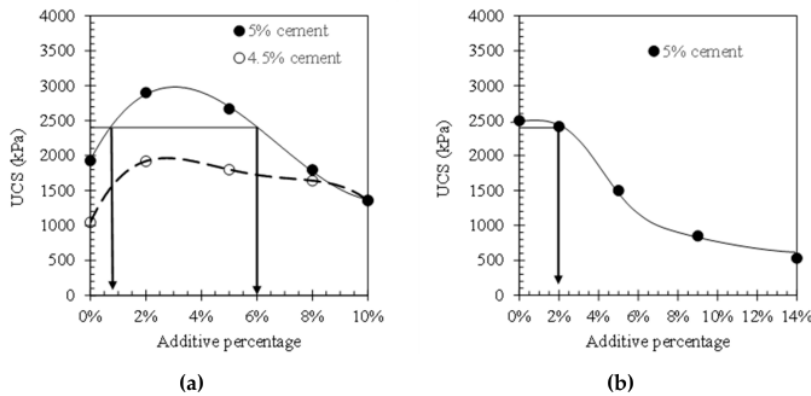 4000
3500
3000
2500
2000
1500
1000
500
0
UCS (kPa)
5% cement
4.5% cement
0% 2% 4% 6% 8% 10%
Additive percentage
(a)
4000
3500
3000
2500
2000
1500
1000
500
0
UCS (kPa)
5% cement
0% 2% 4% 6% 8% 10% 12% 14%
Additive percentage
(b)